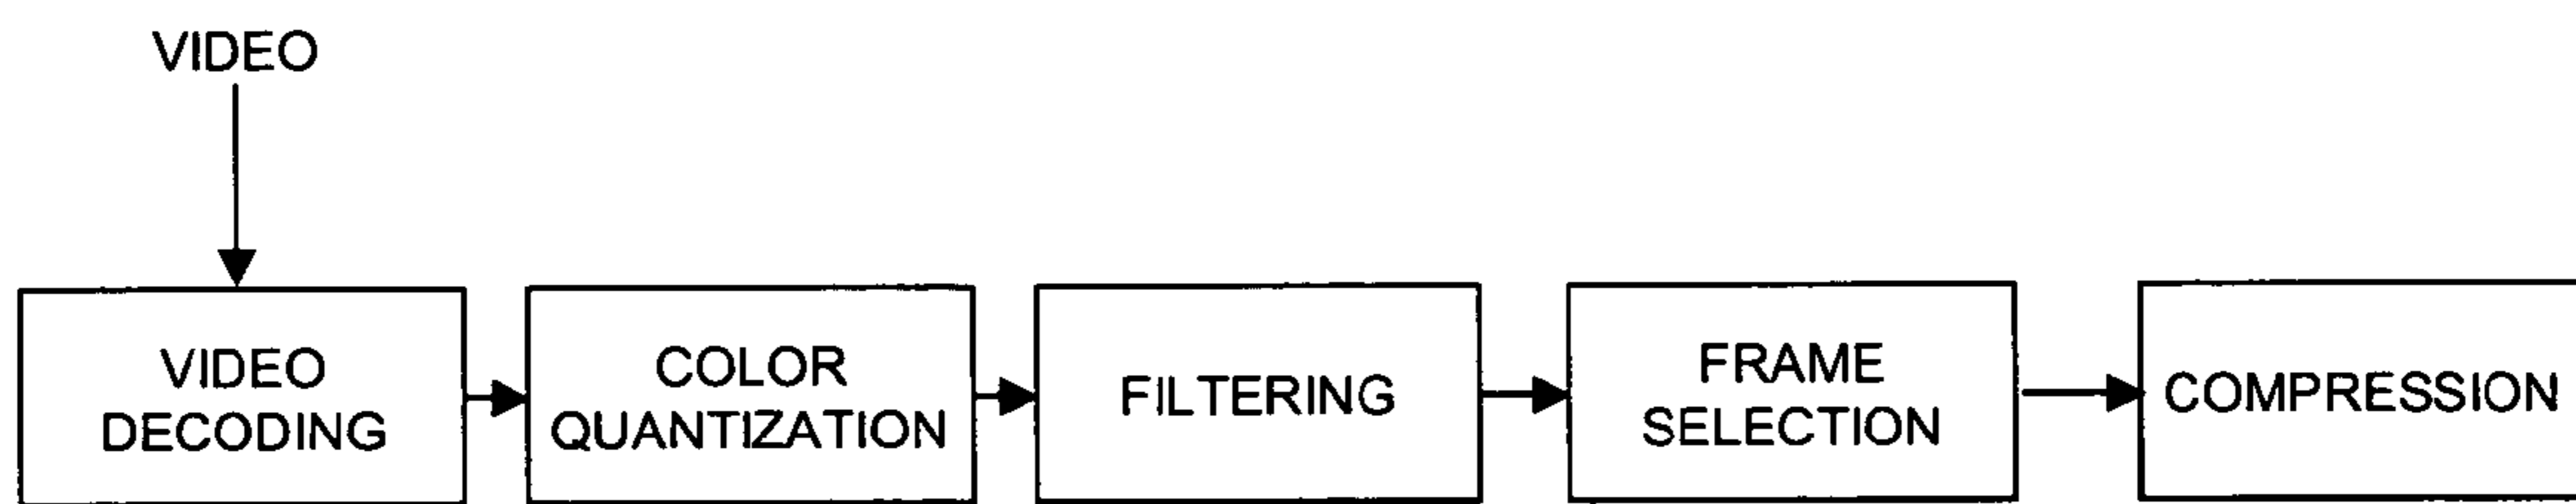 VIDEO
VIDEO
DECODING
COLOR
QUANTIZATION
FILTERING
FRAME
SELECTION
COMPRESSION